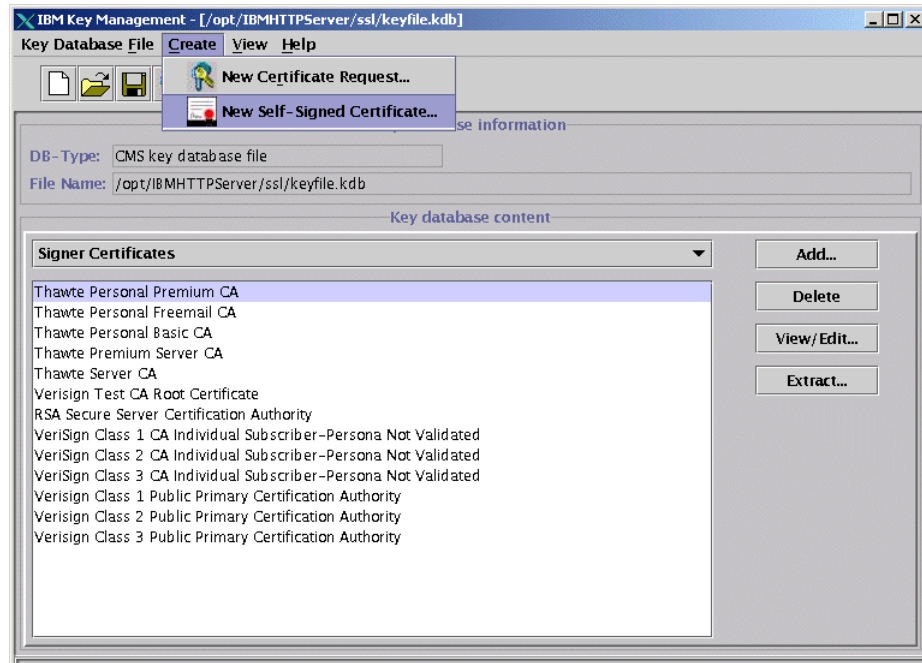 IBM Key Management - [/opt/IBMHTTPServer/ssl/keyfile.kdb]
Key Database File Create View Help
New Certificate Request...
New Self-Signed Certificate...
se information
DB-Type: CMS key database file
File Name: /opt/IBMHTTPServer/ssl/keyfile.kdb
Key database content
Signer Certificates
Add...
Thawte Personal Premium CA
Delete
Thawte Personal Freemail CA
Thawte Personal Basic CA
View/Edit...
Thawte Premium Server CA
Thawte Server CA
Extract...
Verisign Test CA Root Certificate
RSA Secure Server Certification Authority
VeriSign Class 1 CA Individual Subscriber-Persona Not Validated
VeriSign Class 2 CA Individual Subscriber-Persona Not Validated
VeriSign Class 3 CA Individual Subscriber-Persona Not Validated
Verisign Class 1 Public Primary Certification Authority
Verisign Class 2 Public Primary Certification Authority
Verisign Class 3 Public Primary Certification Authority